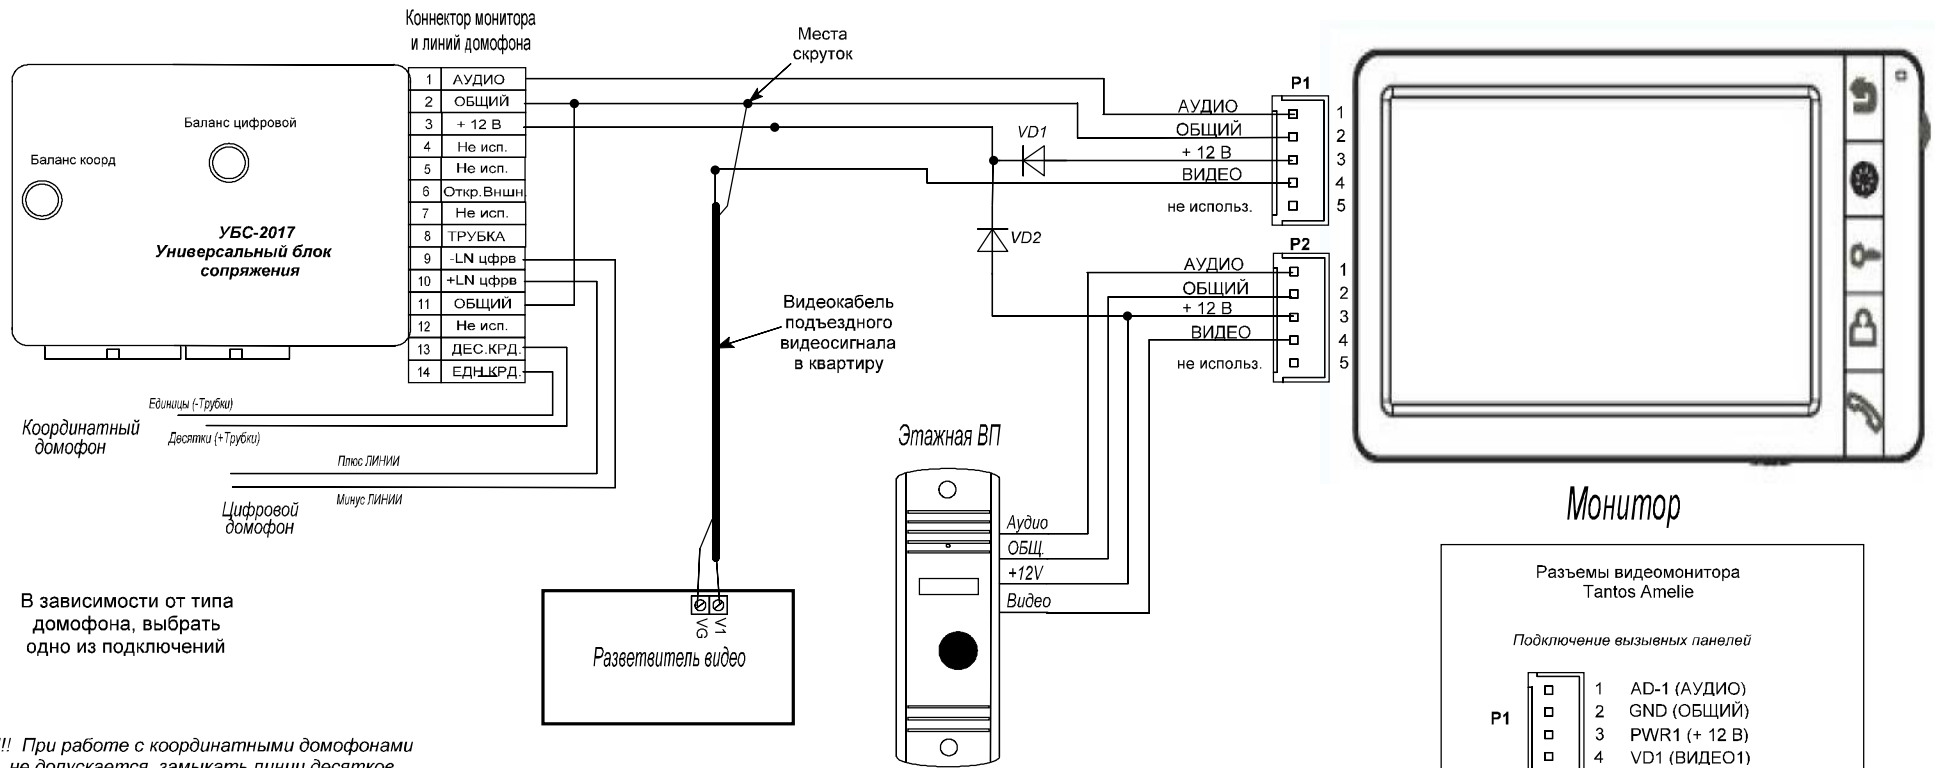 Коннектор монитора
и линий домофона
Места
скруток
1 АУДИО
2 ОБЩИЙ
3 + 12 В
4 Не исп.
5 Не исп.
6 Откр.Вншн.
7 Не исп.
8 ТРУБКА
9 -LN цфрв
10 +LN цфрв
11 ОБЩИЙ
12 Не исп.
13 ДЕС.КРД.
14 ЕДН.КРД.
Баланс цифровой
Баланс коорд
УБС-2017
Универсальный блок
сопряжения
Единицы (-Трубки)
Координатный
домофон
Десятки (+Трубки)
Плюс ЛИНИИ
Минус ЛИНИИ
Цифровой
домофон
В зависимости от типа
домофона, выбрать
одно из подключений
!!! При работе с координатными домофонами
не допускается замыкать линии десятков
Видеокабель
подъездного
видеосигнала
в квартиру
VG
V1
Разветвитель видео
VD1
VD2
P1
АУДИО 1
ОБЩИЙ 2
+ 12 В 3
ВИДЕО 4
не использ. 5
P2
АУДИО 1
ОБЩИЙ 2
+ 12 В 3
ВИДЕО 4
не использ. 5
Этажная ВП
Аудио
ОБЩ.
+12V
Видео
Монитор
Разъемы видеомонитора
Tantos Amelie
Подключение вызывных панелей
P1
1 AD-1 (АУДИО)
2 GND (ОБЩИЙ)
3 PWR1 (+ 12 В)
4 VD1 (ВИДЕО1)